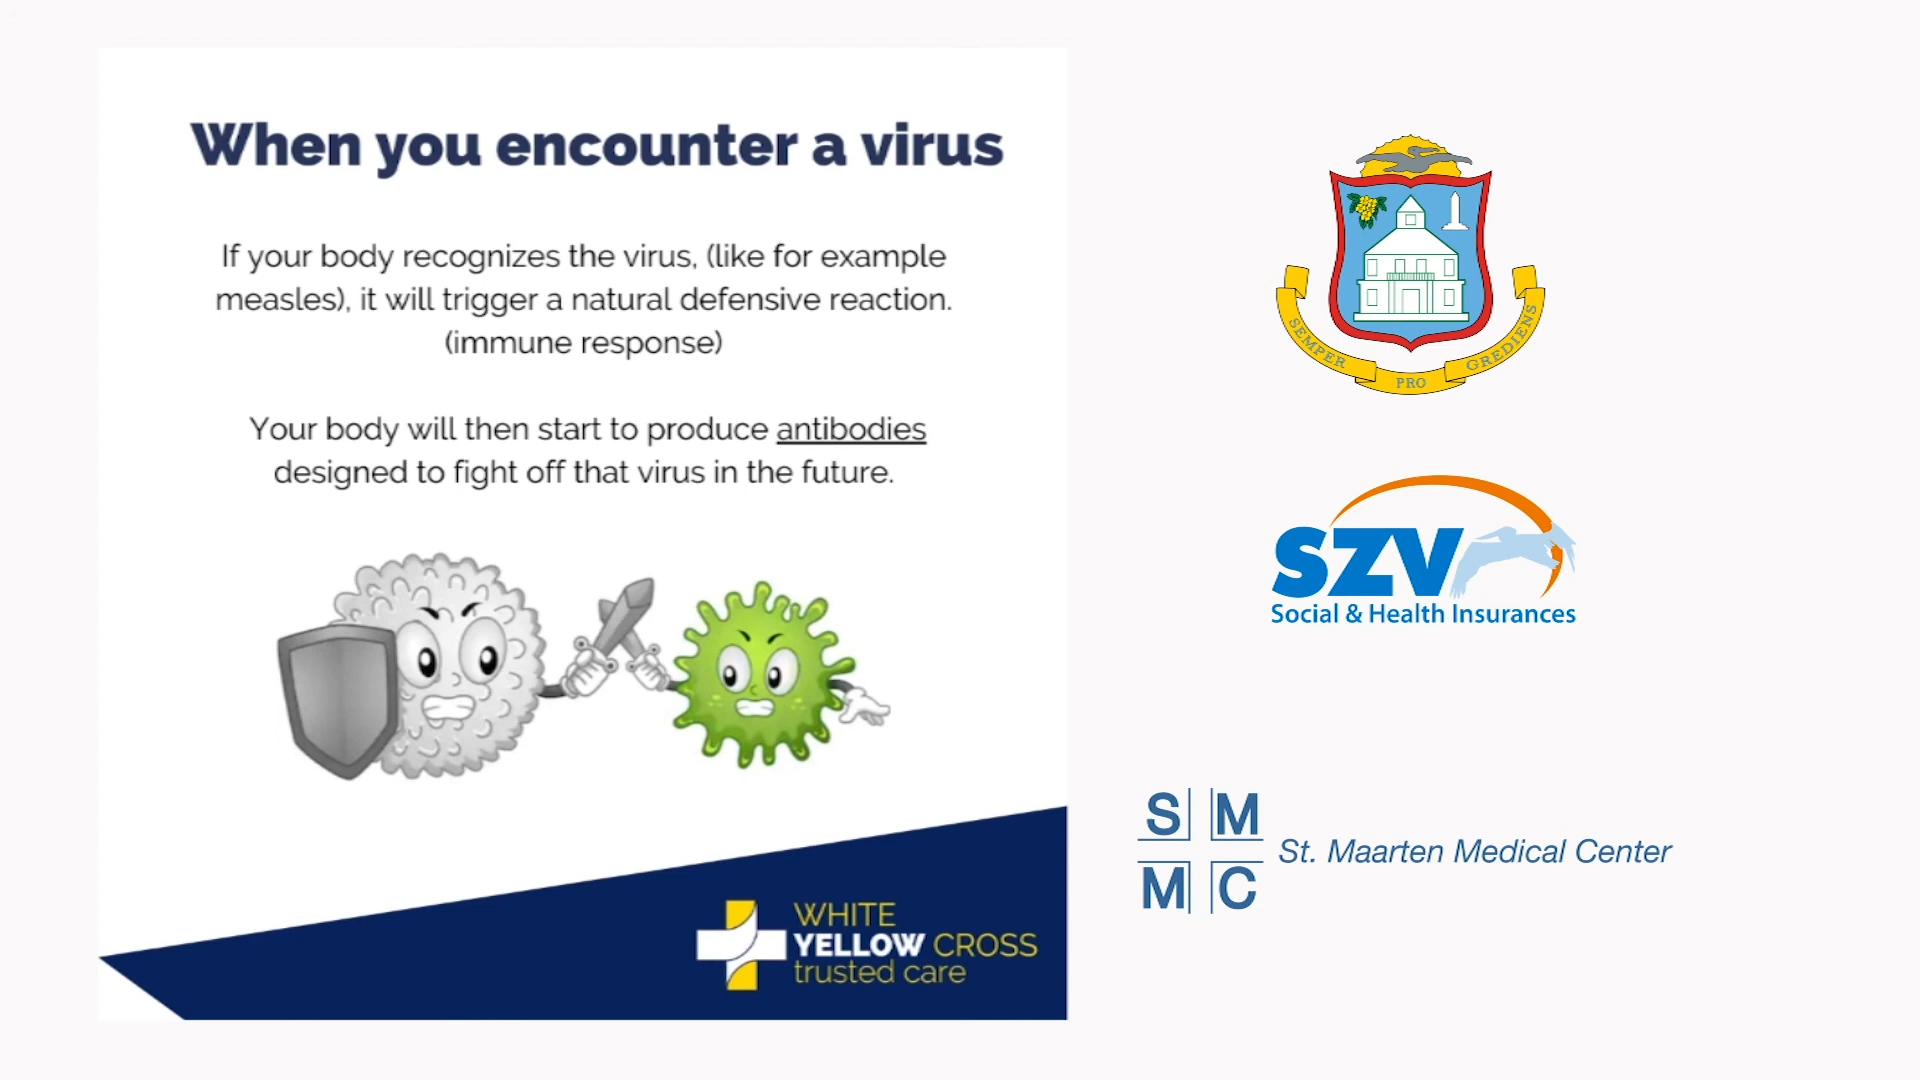 When you encounter a virus
If your body recognizes the virus, (like for example
measles), it will trigger a natural defensive reaction.
(immune response)
Your body will then start to produce antibodies
designed to fight off that virus in the future.
WHITE
YELLOW CROSS
trusted care
SEMPER PRO GREDIENS
SZV
Social & Health Insurances
S M
M C
St. Maarten Medical Center